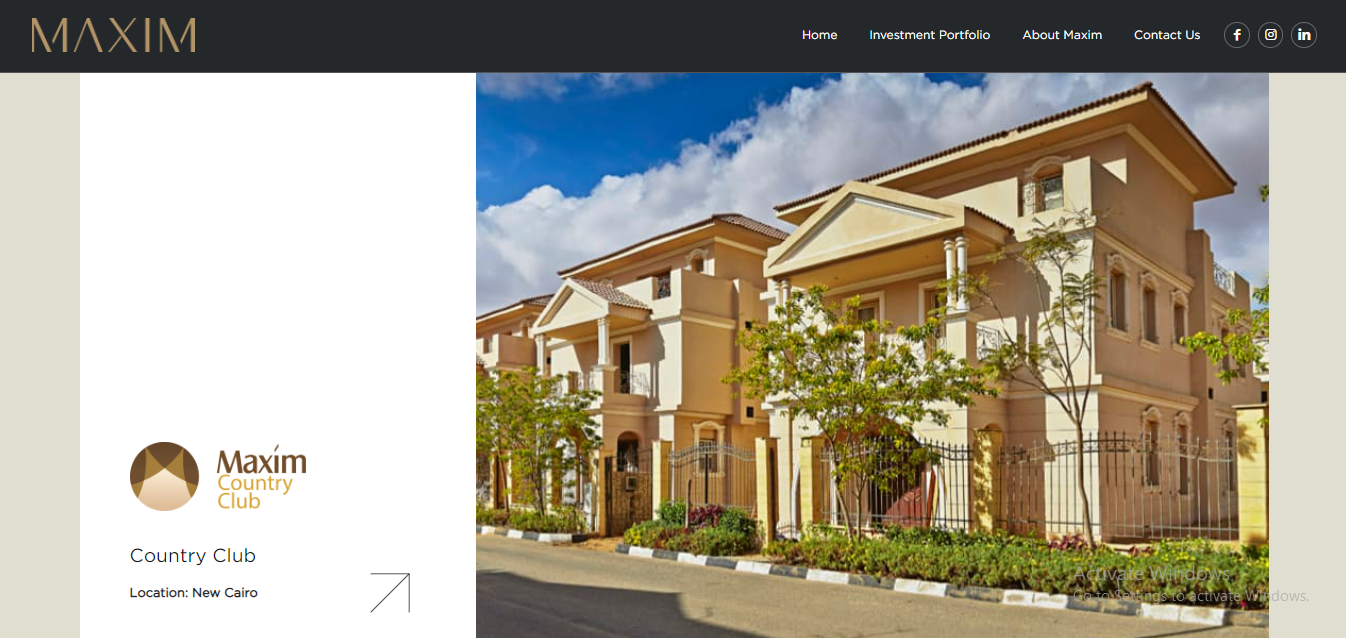 MAXIM
Home
Investment Portfolio
About Maxim
Contact Us
Maxim
Country
Club
Country Club
Location: New Cairo
Activate Windows
Go to Settings to activate Windows.